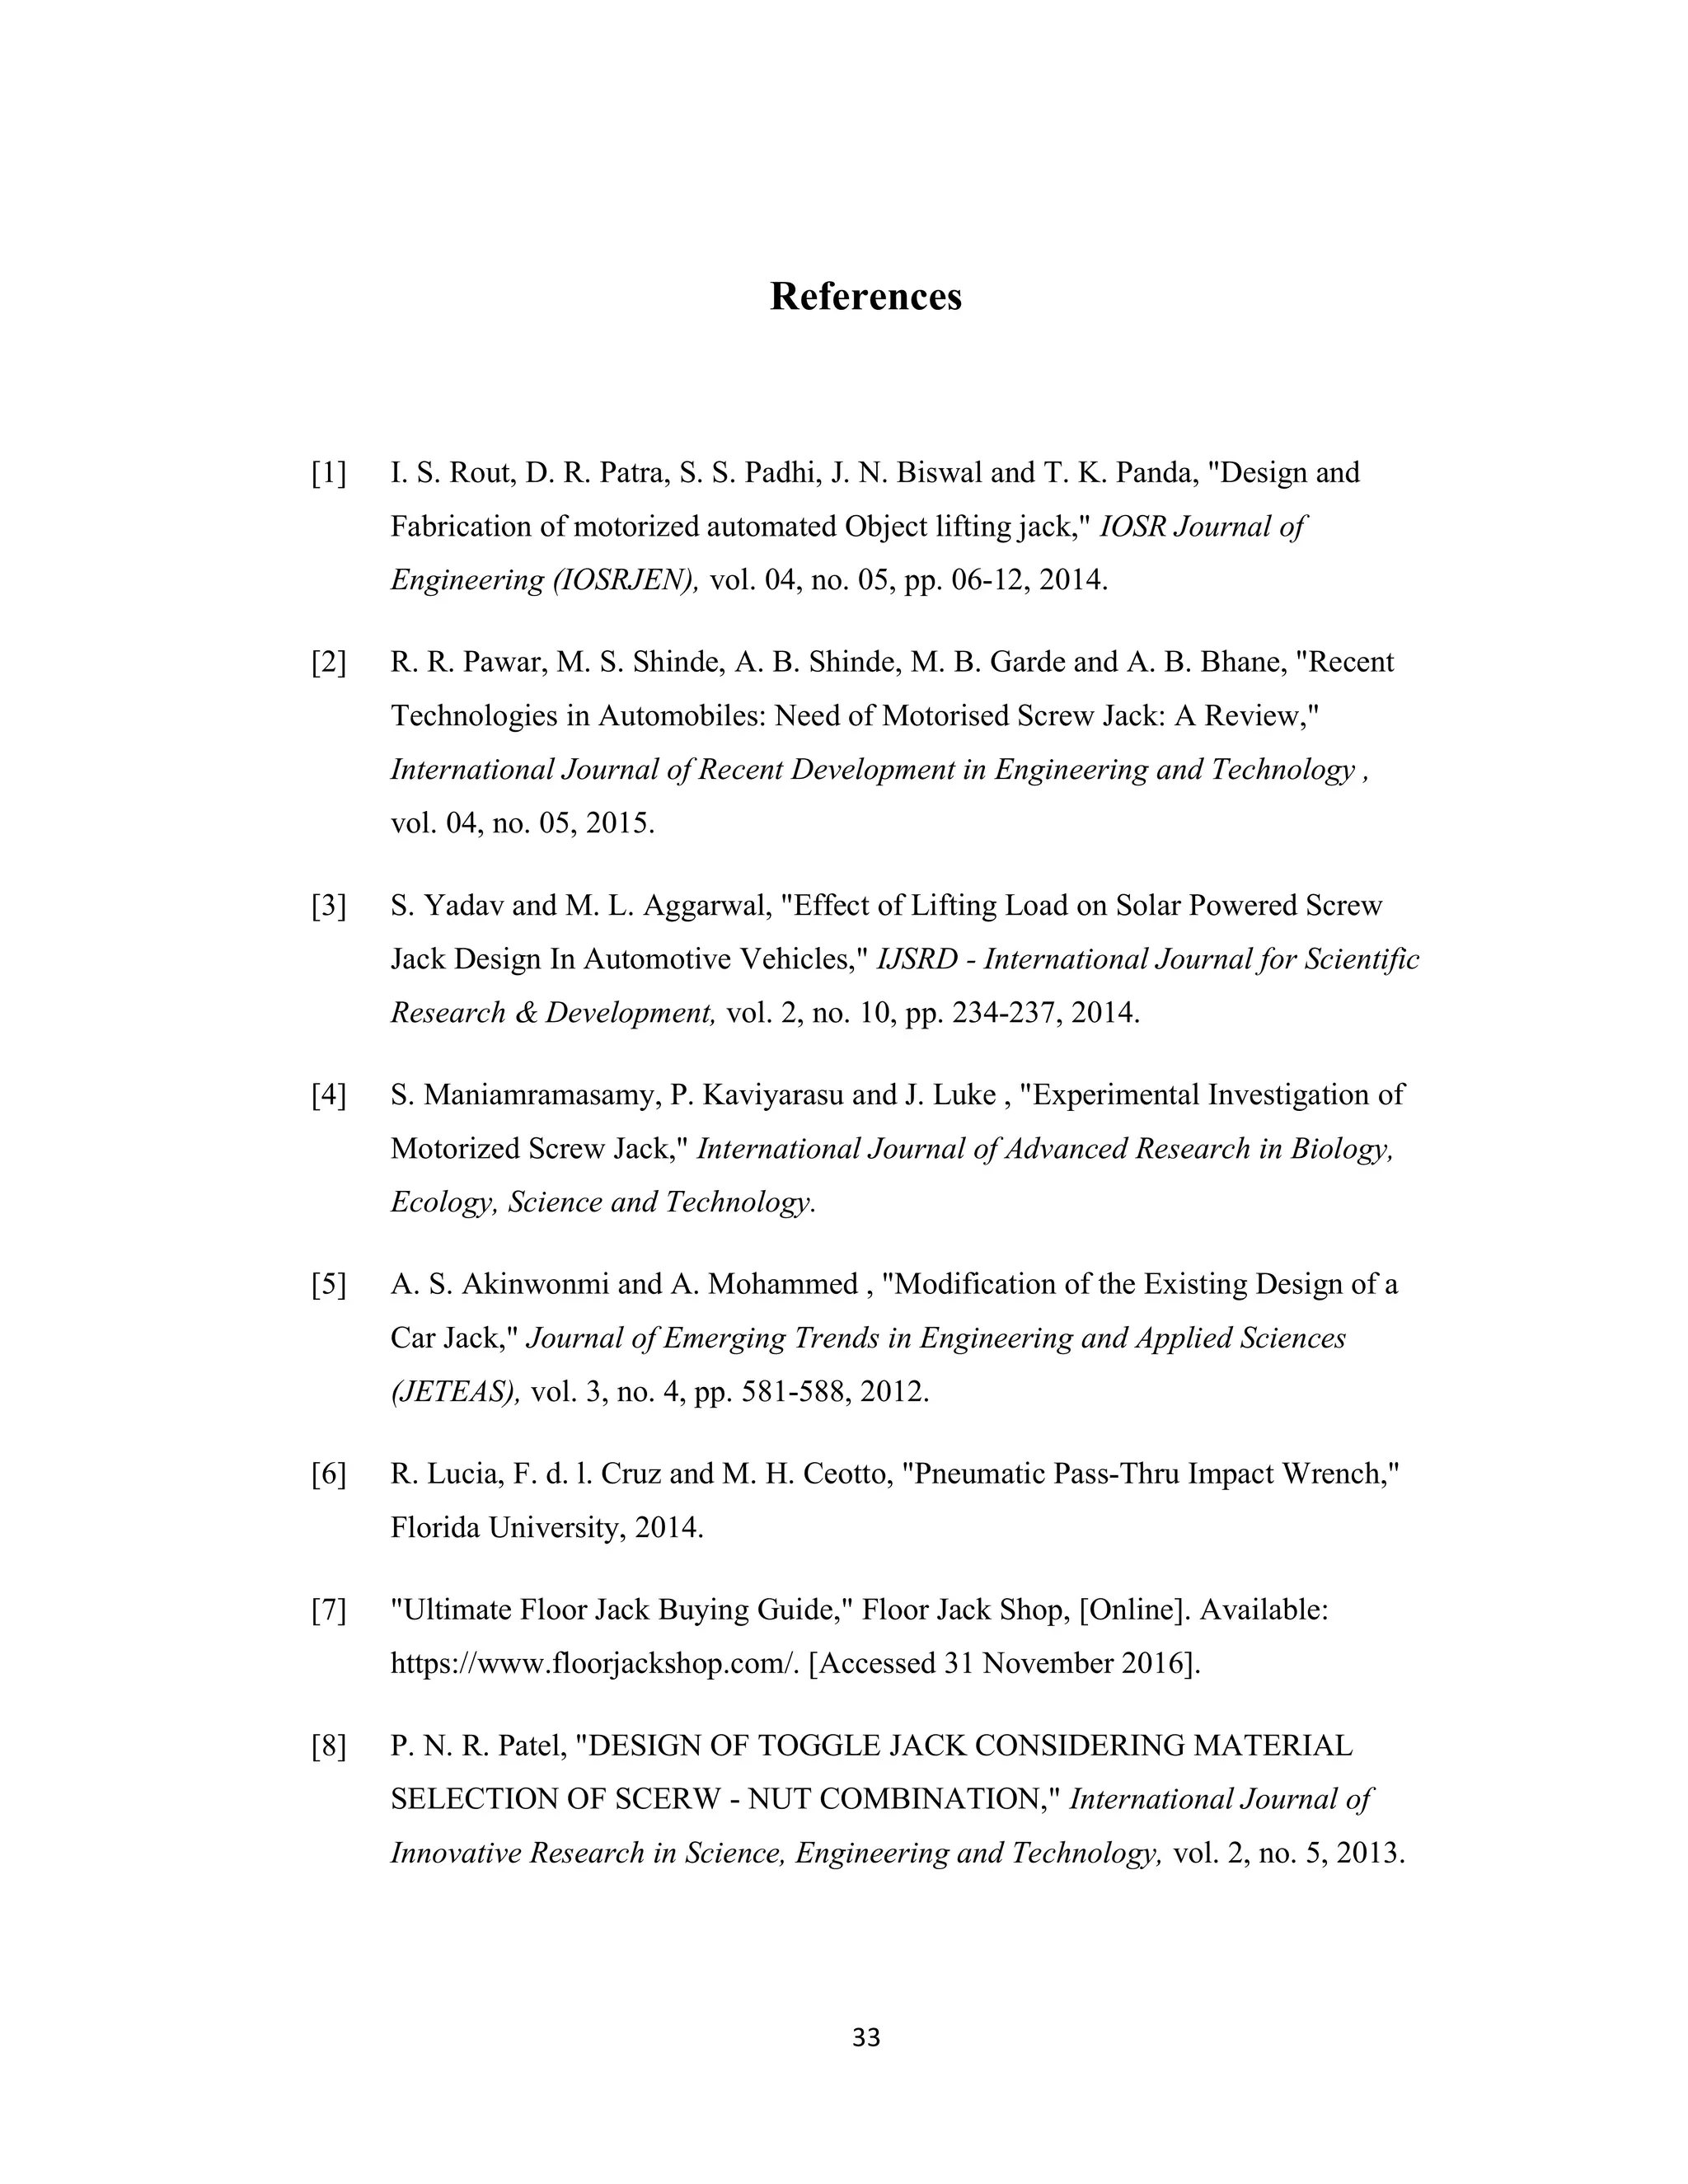 References
[1] I. S. Rout, D. R. Patra, S. S. Padhi, J. N. Biswal and T. K. Panda, "Design and
Fabrication of motorized automated Object lifting jack," IOSR Journal of
Engineering (IOSRJEN), vol. 04, no. 05, pp. 06-12, 2014.
[2] R. R. Pawar, M. S. Shinde, A. B. Shinde, M. B. Garde and A. B. Bhane, "Recent
Technologies in Automobiles: Need of Motorised Screw Jack: A Review,"
International Journal of Recent Development in Engineering and Technology ,
vol. 04, no. 05, 2015.
[3] S. Yadav and M. L. Aggarwal, "Effect of Lifting Load on Solar Powered Screw
Jack Design In Automotive Vehicles," IJSRD - International Journal for Scientific
Research & Development, vol. 2, no. 10, pp. 234-237, 2014.
[4] S. Maniamramasamy, P. Kaviyarasu and J. Luke , "Experimental Investigation of
Motorized Screw Jack," International Journal of Advanced Research in Biology,
Ecology, Science and Technology.
[5] A. S. Akinwonmi and A. Mohammed , "Modification of the Existing Design of a
Car Jack," Journal of Emerging Trends in Engineering and Applied Sciences
(JETEAS), vol. 3, no. 4, pp. 581-588, 2012.
[6] R. Lucia, F. d. l. Cruz and M. H. Ceotto, "Pneumatic Pass-Thru Impact Wrench,"
Florida University, 2014.
[7] "Ultimate Floor Jack Buying Guide," Floor Jack Shop, [Online]. Available:
https://www.floorjackshop.com/. [Accessed 31 November 2016].
[8] P. N. R. Patel, "DESIGN OF TOGGLE JACK CONSIDERING MATERIAL
SELECTION OF SCERW - NUT COMBINATION," International Journal of
Innovative Research in Science, Engineering and Technology, vol. 2, no. 5, 2013.
33